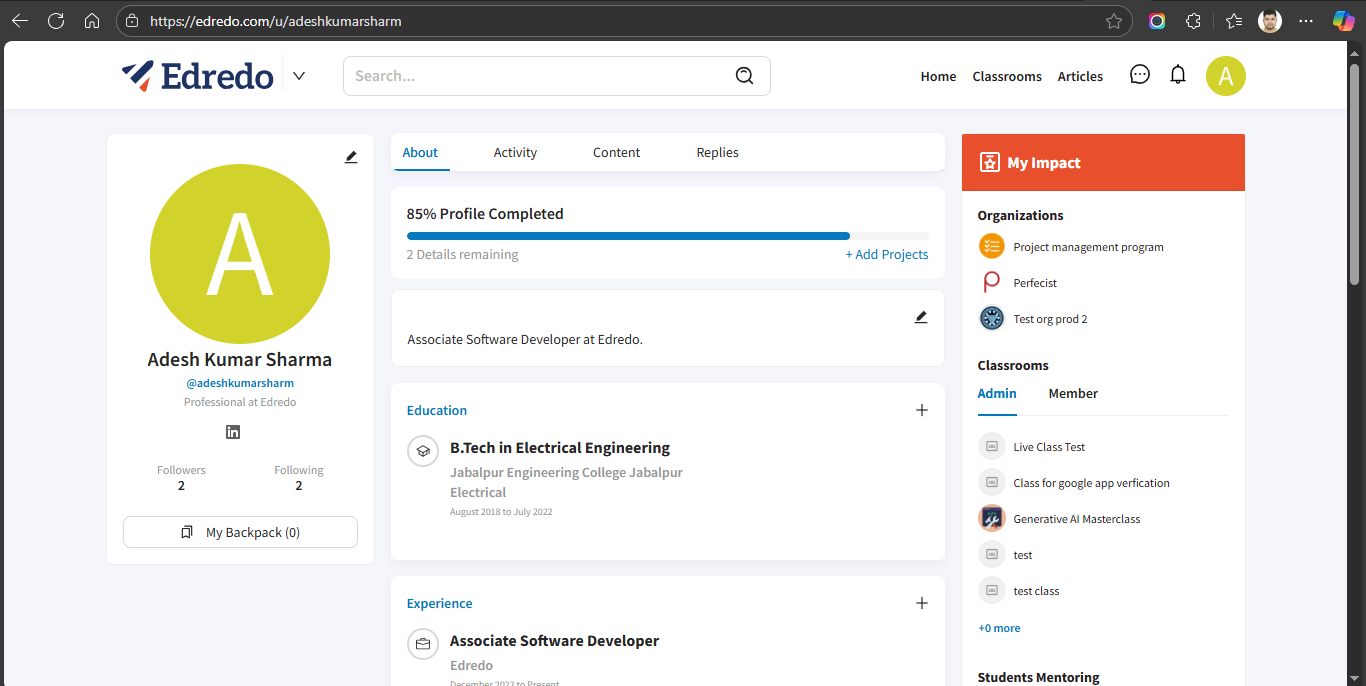 https://edredo.com/u/adeshkumarsharm
Edredo
Search...
Home
Classrooms
Articles
A
A
Adesh Kumar Sharma
@adeshkumarsharm
Professional at Edredo
Followers
2
Following
2
My Backpack (0)
About
Activity
Content
Replies
85% Profile Completed
2 Details remaining
+ Add Projects
Associate Software Developer at Edredo.
Education
B.Tech in Electrical Engineering
Jabalpur Engineering College Jabalpur
Electrical
August 2018 to July 2022
Experience
Associate Software Developer
Edredo
December 2022 to Present
My Impact
Organizations
Project management program
Perfecist
Test org prod 2
Classrooms
Admin
Member
Live Class Test
Class for google app verfication
Generative AI Masterclass
test
test class
+0 more
Students Mentoring